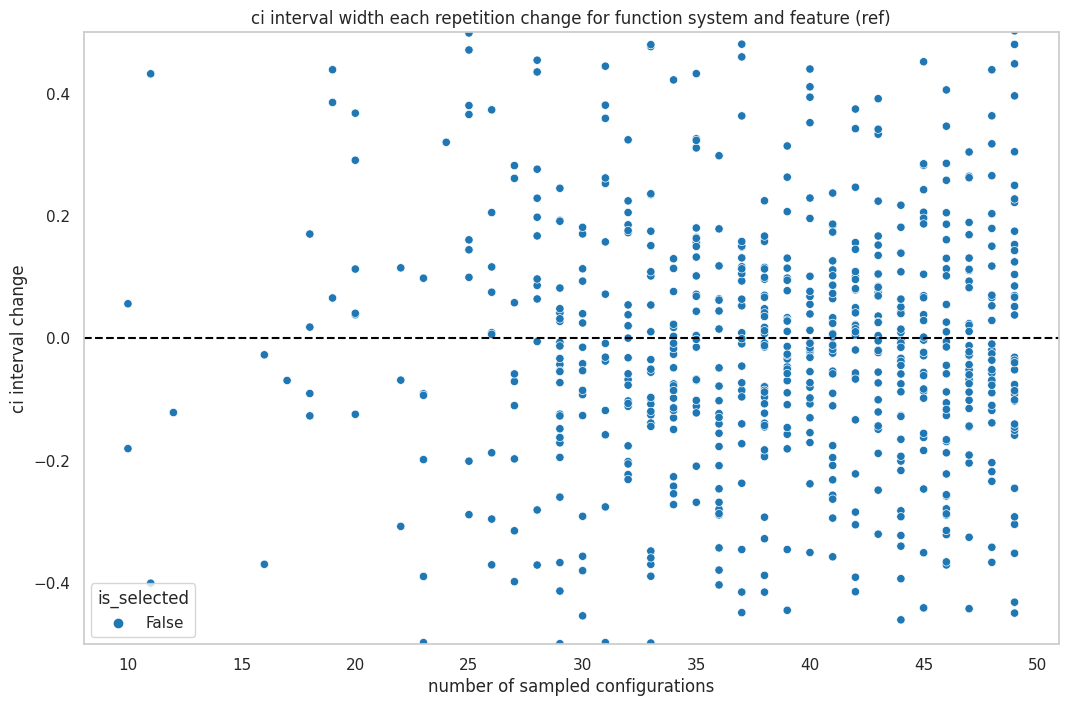 ci interval width each repetition change for function system and feature (ref)
ci interval change
0.4
0.2
0.0
−0.2
−0.4
is_selected
False
10 15 20 25 30 35 40 45 50
number of sampled configurations